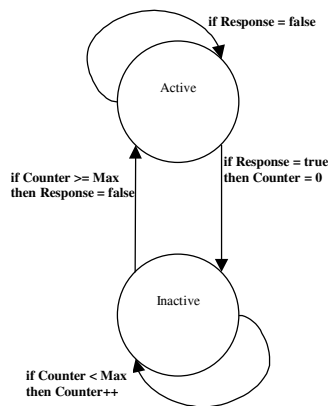 if Response = false
Active
if Counter >= Max
then Response = false
if Response = true
then Counter = 0
Inactive
if Counter < Max
then Counter++